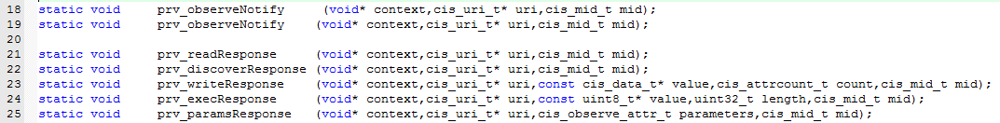 18 static void prv_observeNotify (void* context,cis_uri_t* uri,cis_mid_t mid);
19 static void prv_observeNotify (void* context,cis_uri_t* uri,cis_mid_t mid);
20
21 static void prv_readResponse (void* context,cis_uri_t* uri,cis_mid_t mid);
22 static void prv_discoverResponse (void* context,cis_uri_t* uri,cis_mid_t mid);
23 static void prv_writeResponse (void* context,cis_uri_t* uri,const cis_data_t* value,cis_attrcount_t count,cis_mid_t mid);
24 static void prv_execResponse (void* context,cis_uri_t* uri,const uint8_t* value,uint32_t length,cis_mid_t mid);
25 static void prv_paramsResponse (void* context,cis_uri_t* uri,cis_observe_attr_t parameters,cis_mid_t mid);